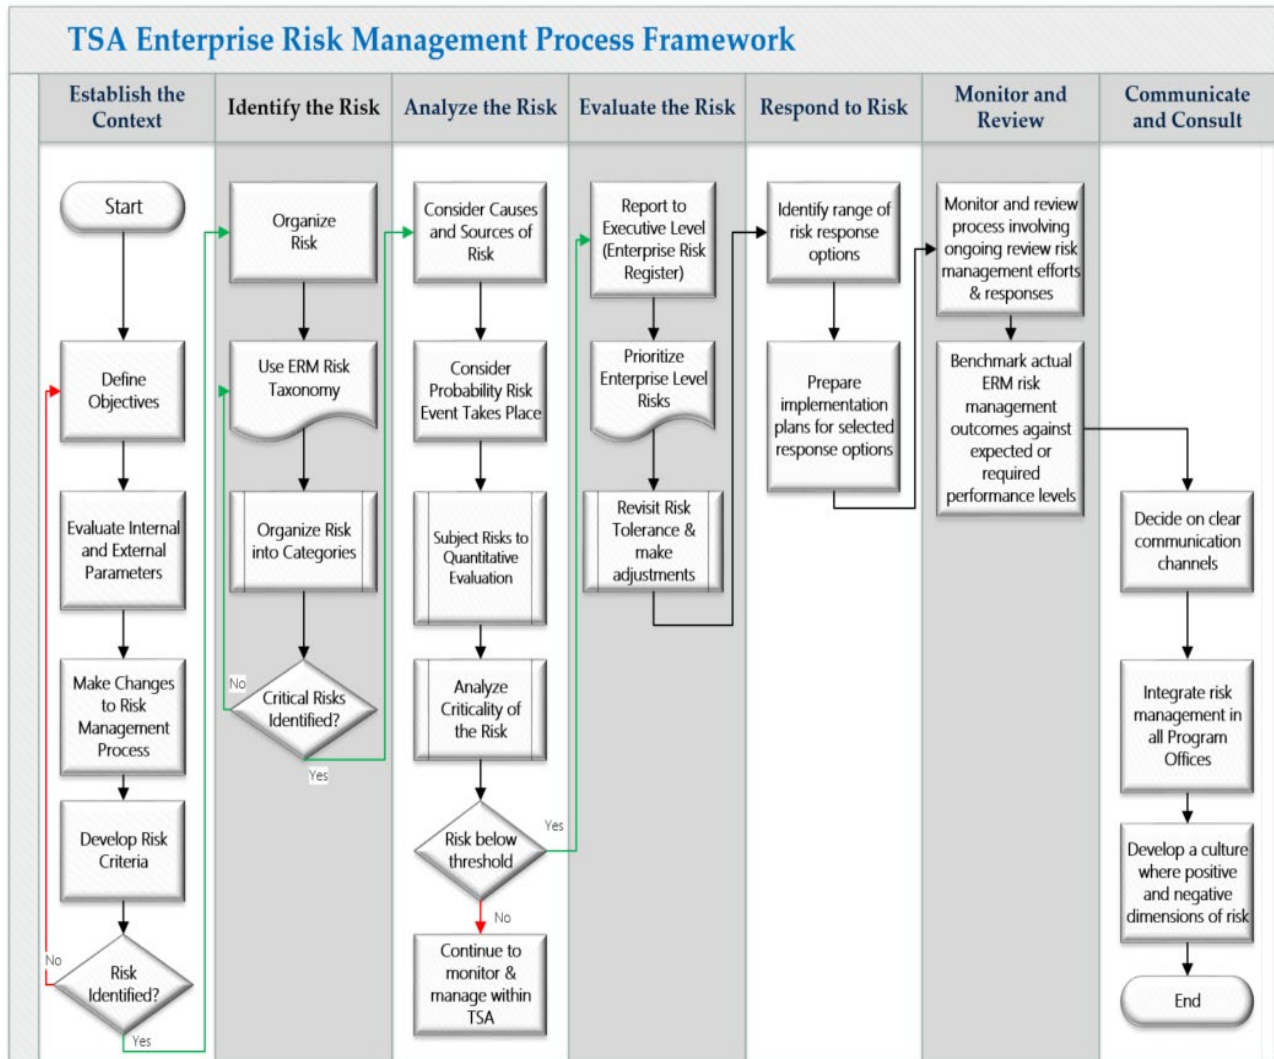 TSA Enterprise Risk Management Process Framework
Establish the
Context
Identify the Risk
Analyze the Risk
Evaluate the Risk
Respond to Risk
Monitor and
Review
Communicate
and Consult
Start
Define
Objectives
Evaluate Internal
and External
Parameters
Make Changes
to Risk
Management
Process
Develop Risk
Criteria
Risk
Identified?
No
Yes
Organize
Risk
Use ERM Risk
Taxonomy
Organize Risk
into Categories
Critical Risks
Identified?
No
Yes
Consider Causes
and Sources of
Risk
Consider
Probability Risk
Event Takes Place
Subject Risks to
Quantitative
Evaluation
Analyze
Criticality of
the Risk
Risk below
threshold
Yes
No
Continue to
monitor &
manage within
TSA
Report to
Executive Level
(Enterprise Risk
Register)
Prioritize
Enterprise Level
Risks
Revisit Risk
Tolerance &
make
adjustments
Identify range of
risk response
options
Prepare
implementation
plans for selected
response options
Monitor and review
process involving
ongoing review risk
management efforts
& responses
Benchmark actual
ERM risk
management
outcomes against
expected or
required
performance levels
Decide on clear
communication
channels
Integrate risk
management in
all Program
Offices
Develop a culture
where positive
and negative
dimensions of risk
End